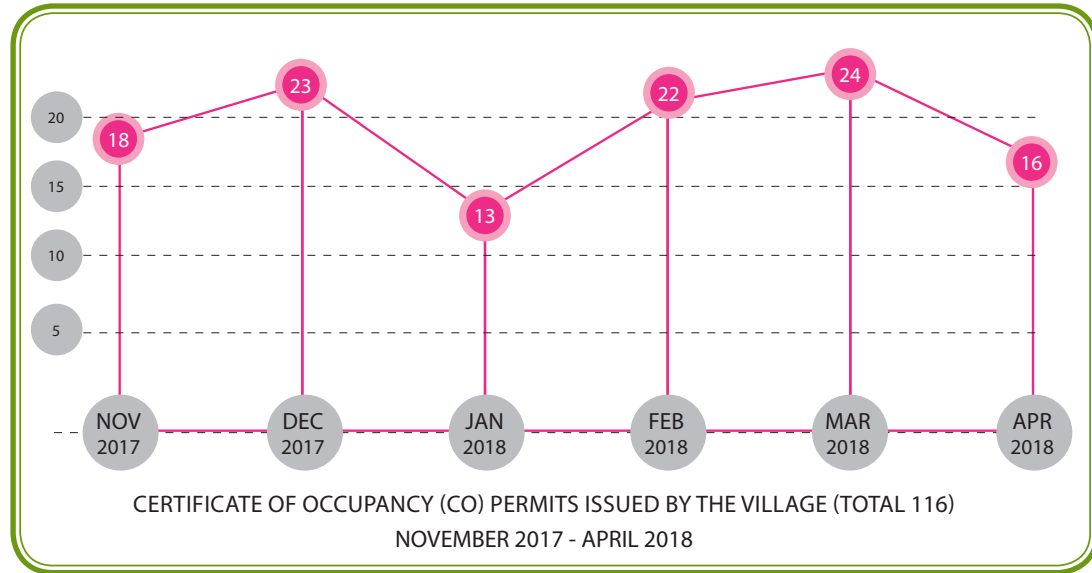 20
15
10
5
18
23
13
22
24
16
NOV
2017
DEC
2017
JAN
2018
FEB
2018
MAR
2018
APR
2018
CERTIFICATE OF OCCUPANCY (CO) PERMITS ISSUED BY THE VILLAGE (TOTAL 116)
NOVEMBER 2017 - APRIL 2018